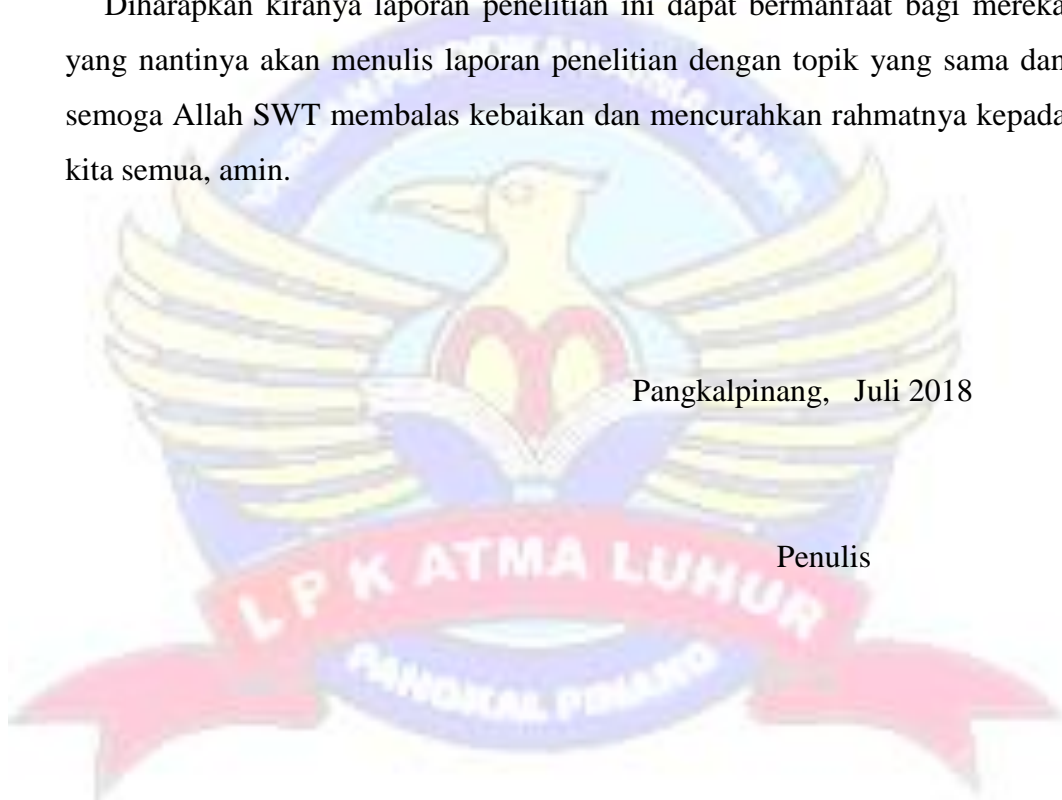 Diharapkan kiranya laporan penelitian ini dapat bermanfaat bagi mereka
yang nantinya akan menulis laporan penelitian dengan topik yang sama dan
semoga Allah SWT membalas kebaikan dan mencurahkan rahmatnya kepada
kita semua, amin.
Pangkalpinang, Juli 2018
Penulis
LPK ATMA LUHUR
PANGKAL PINANG